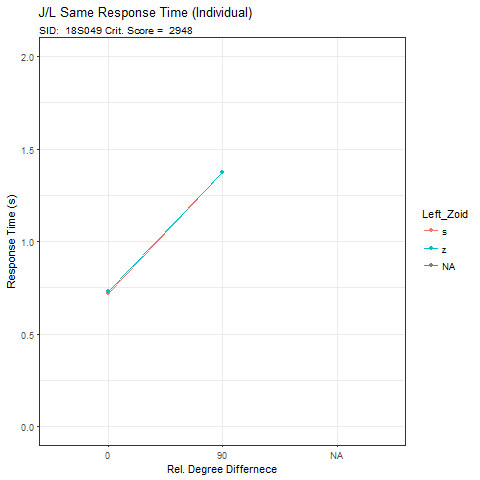 J/L Same Response Time (Individual)
SID:  18S049 Crit. Score =  2948
2.0
1.5
1.0
0.5
0.0
Response Time (s)
0
90
NA
Rel. Degree Differnece
Left_Zoid
s
z
NA